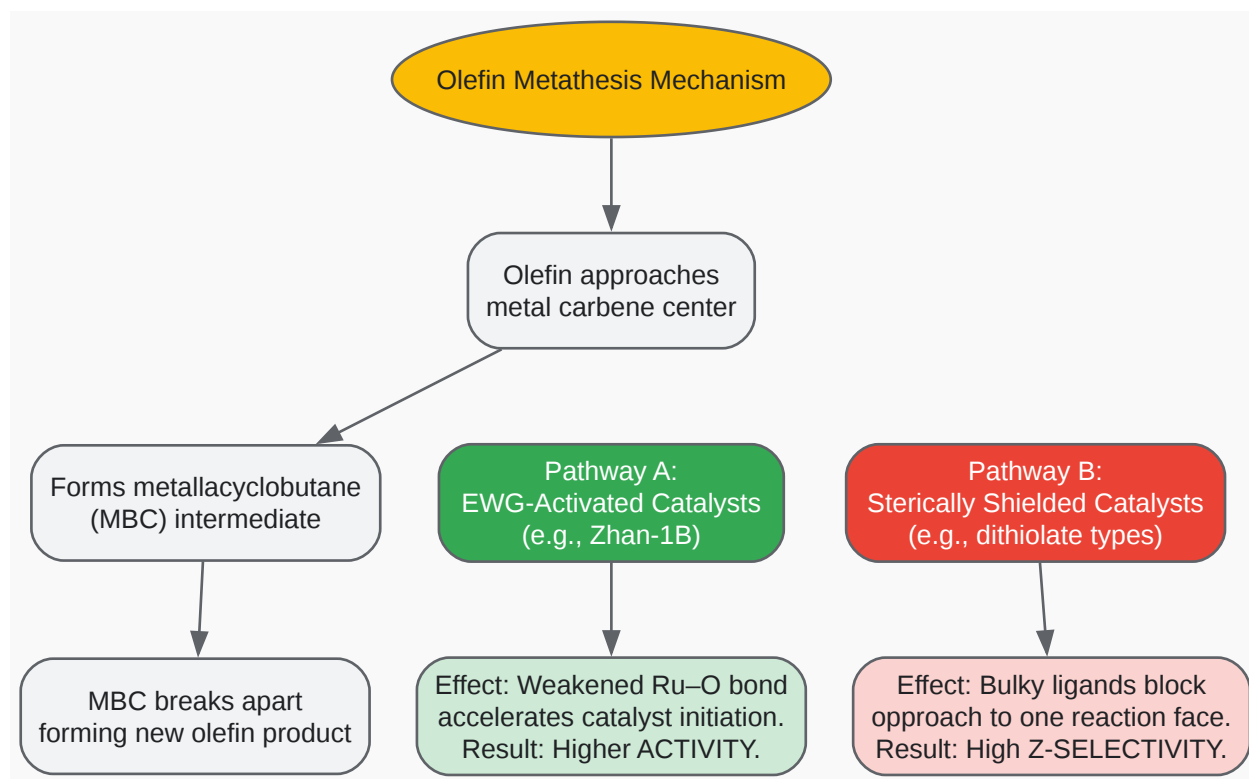 Olefin Metathesis Mechanism
Olefin approaches
metal carbene center
Forms metallacyclobutane
(MBC) intermediate
Pathway A:
EWG-Activated Catalysts
(e.g., Zhan-1B)
Pathway B:
Sterically Shielded Catalysts
(e.g., dithiolate types)
MBC breaks apart
forming new olefin product
Effect: Weakened Ru–O bond
accelerates catalyst initiation.
Result: Higher ACTIVITY.
Effect: Bulky ligands block
opproach to one reaction face.
Result: High Z-SELECTIVITY.